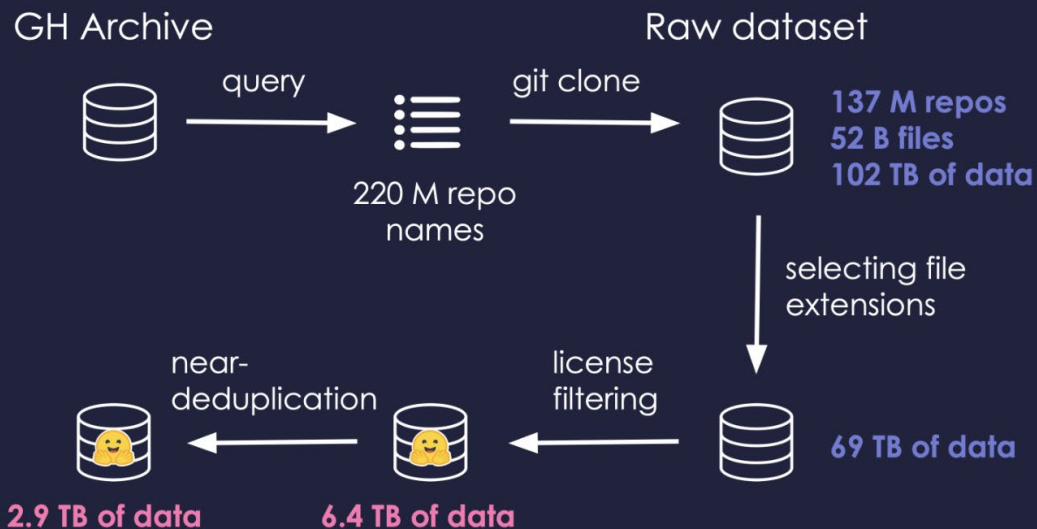 GH Archive
Raw dataset
query
git clone
220 M repo
names
137 M repos
52 B files
102 TB of data
selecting file
extensions
69 TB of data
license
filtering
6.4 TB of data
near-
deduplication
2.9 TB of data